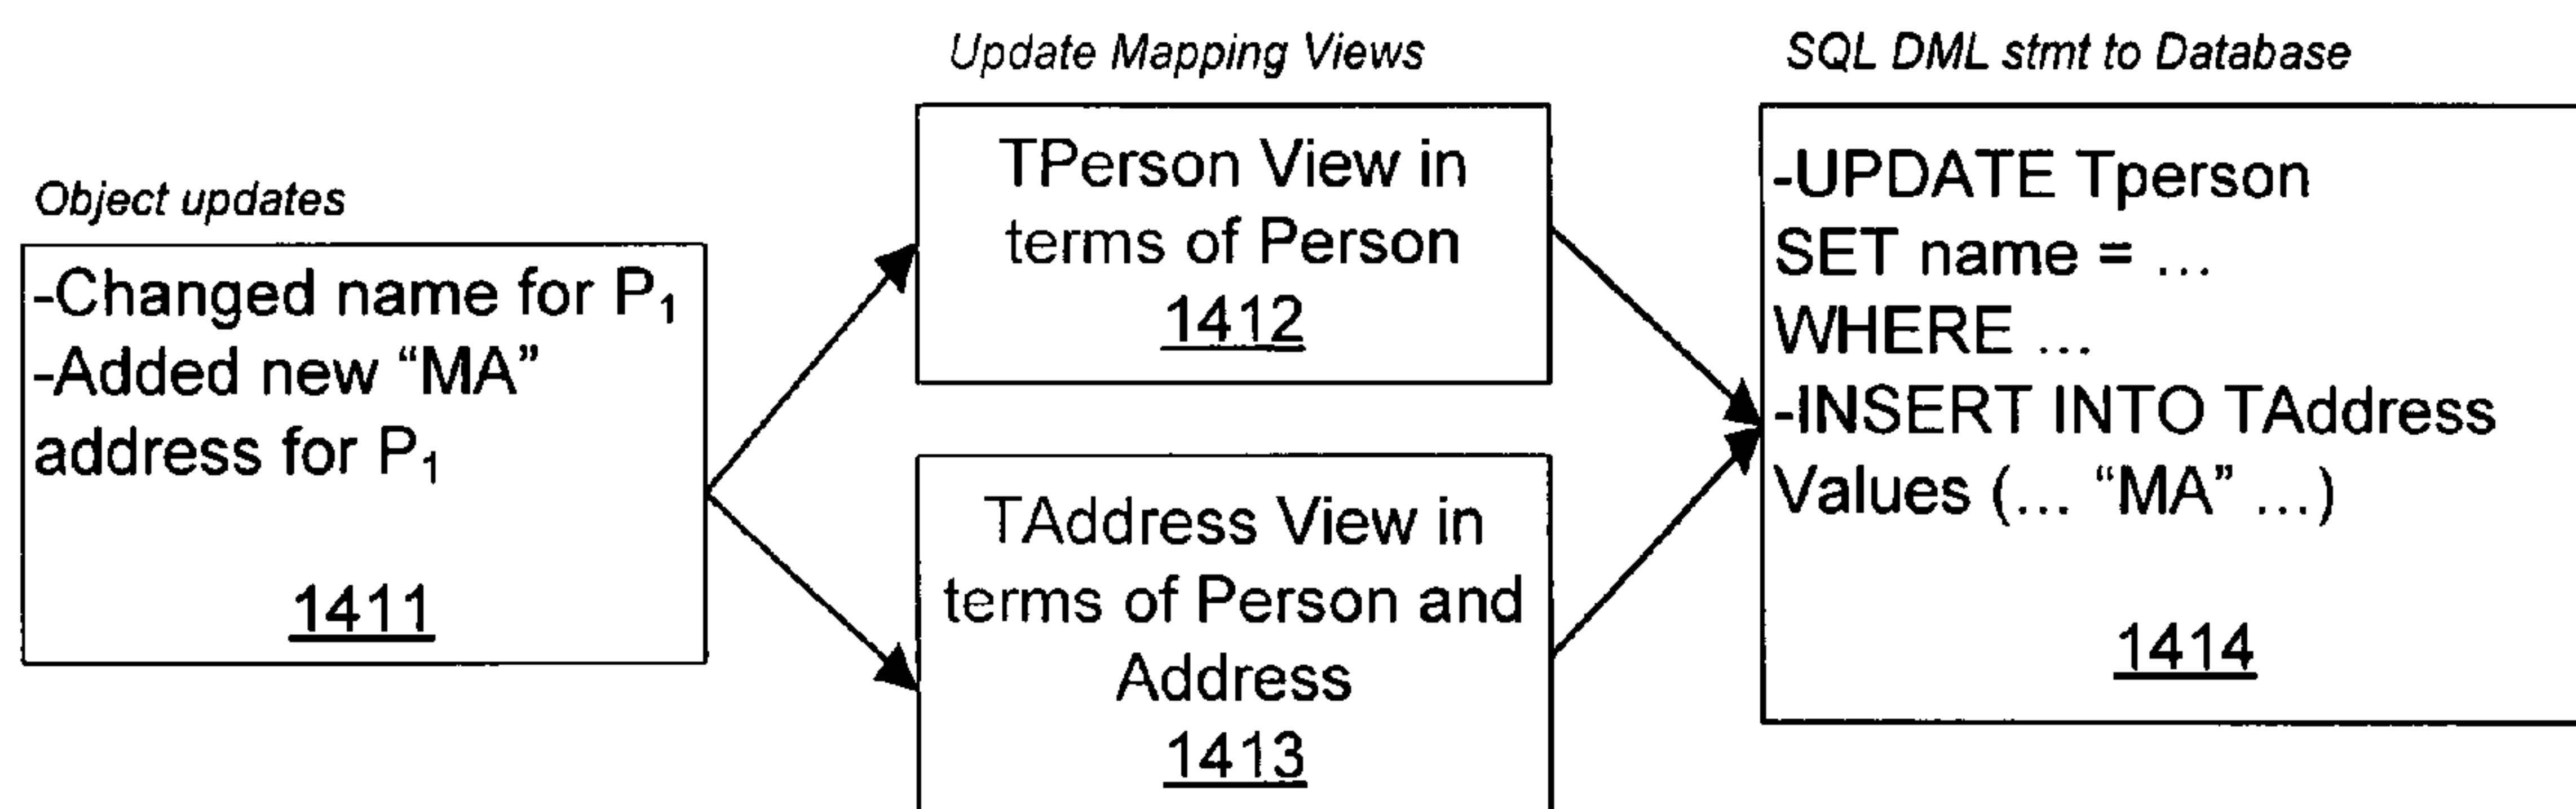 Object updates
-Changed name for P₁
-Added new “MA”
address for P₁
1411
Update Mapping Views
TPerson View in
terms of Person
1412
TAddress View in
terms of Person and
Address
1413
SQL DML stmt to Database
-UPDATE Tperson
SET name = ...
WHERE ...
-INSERT INTO TAddress
Values (... “MA” ...)
1414